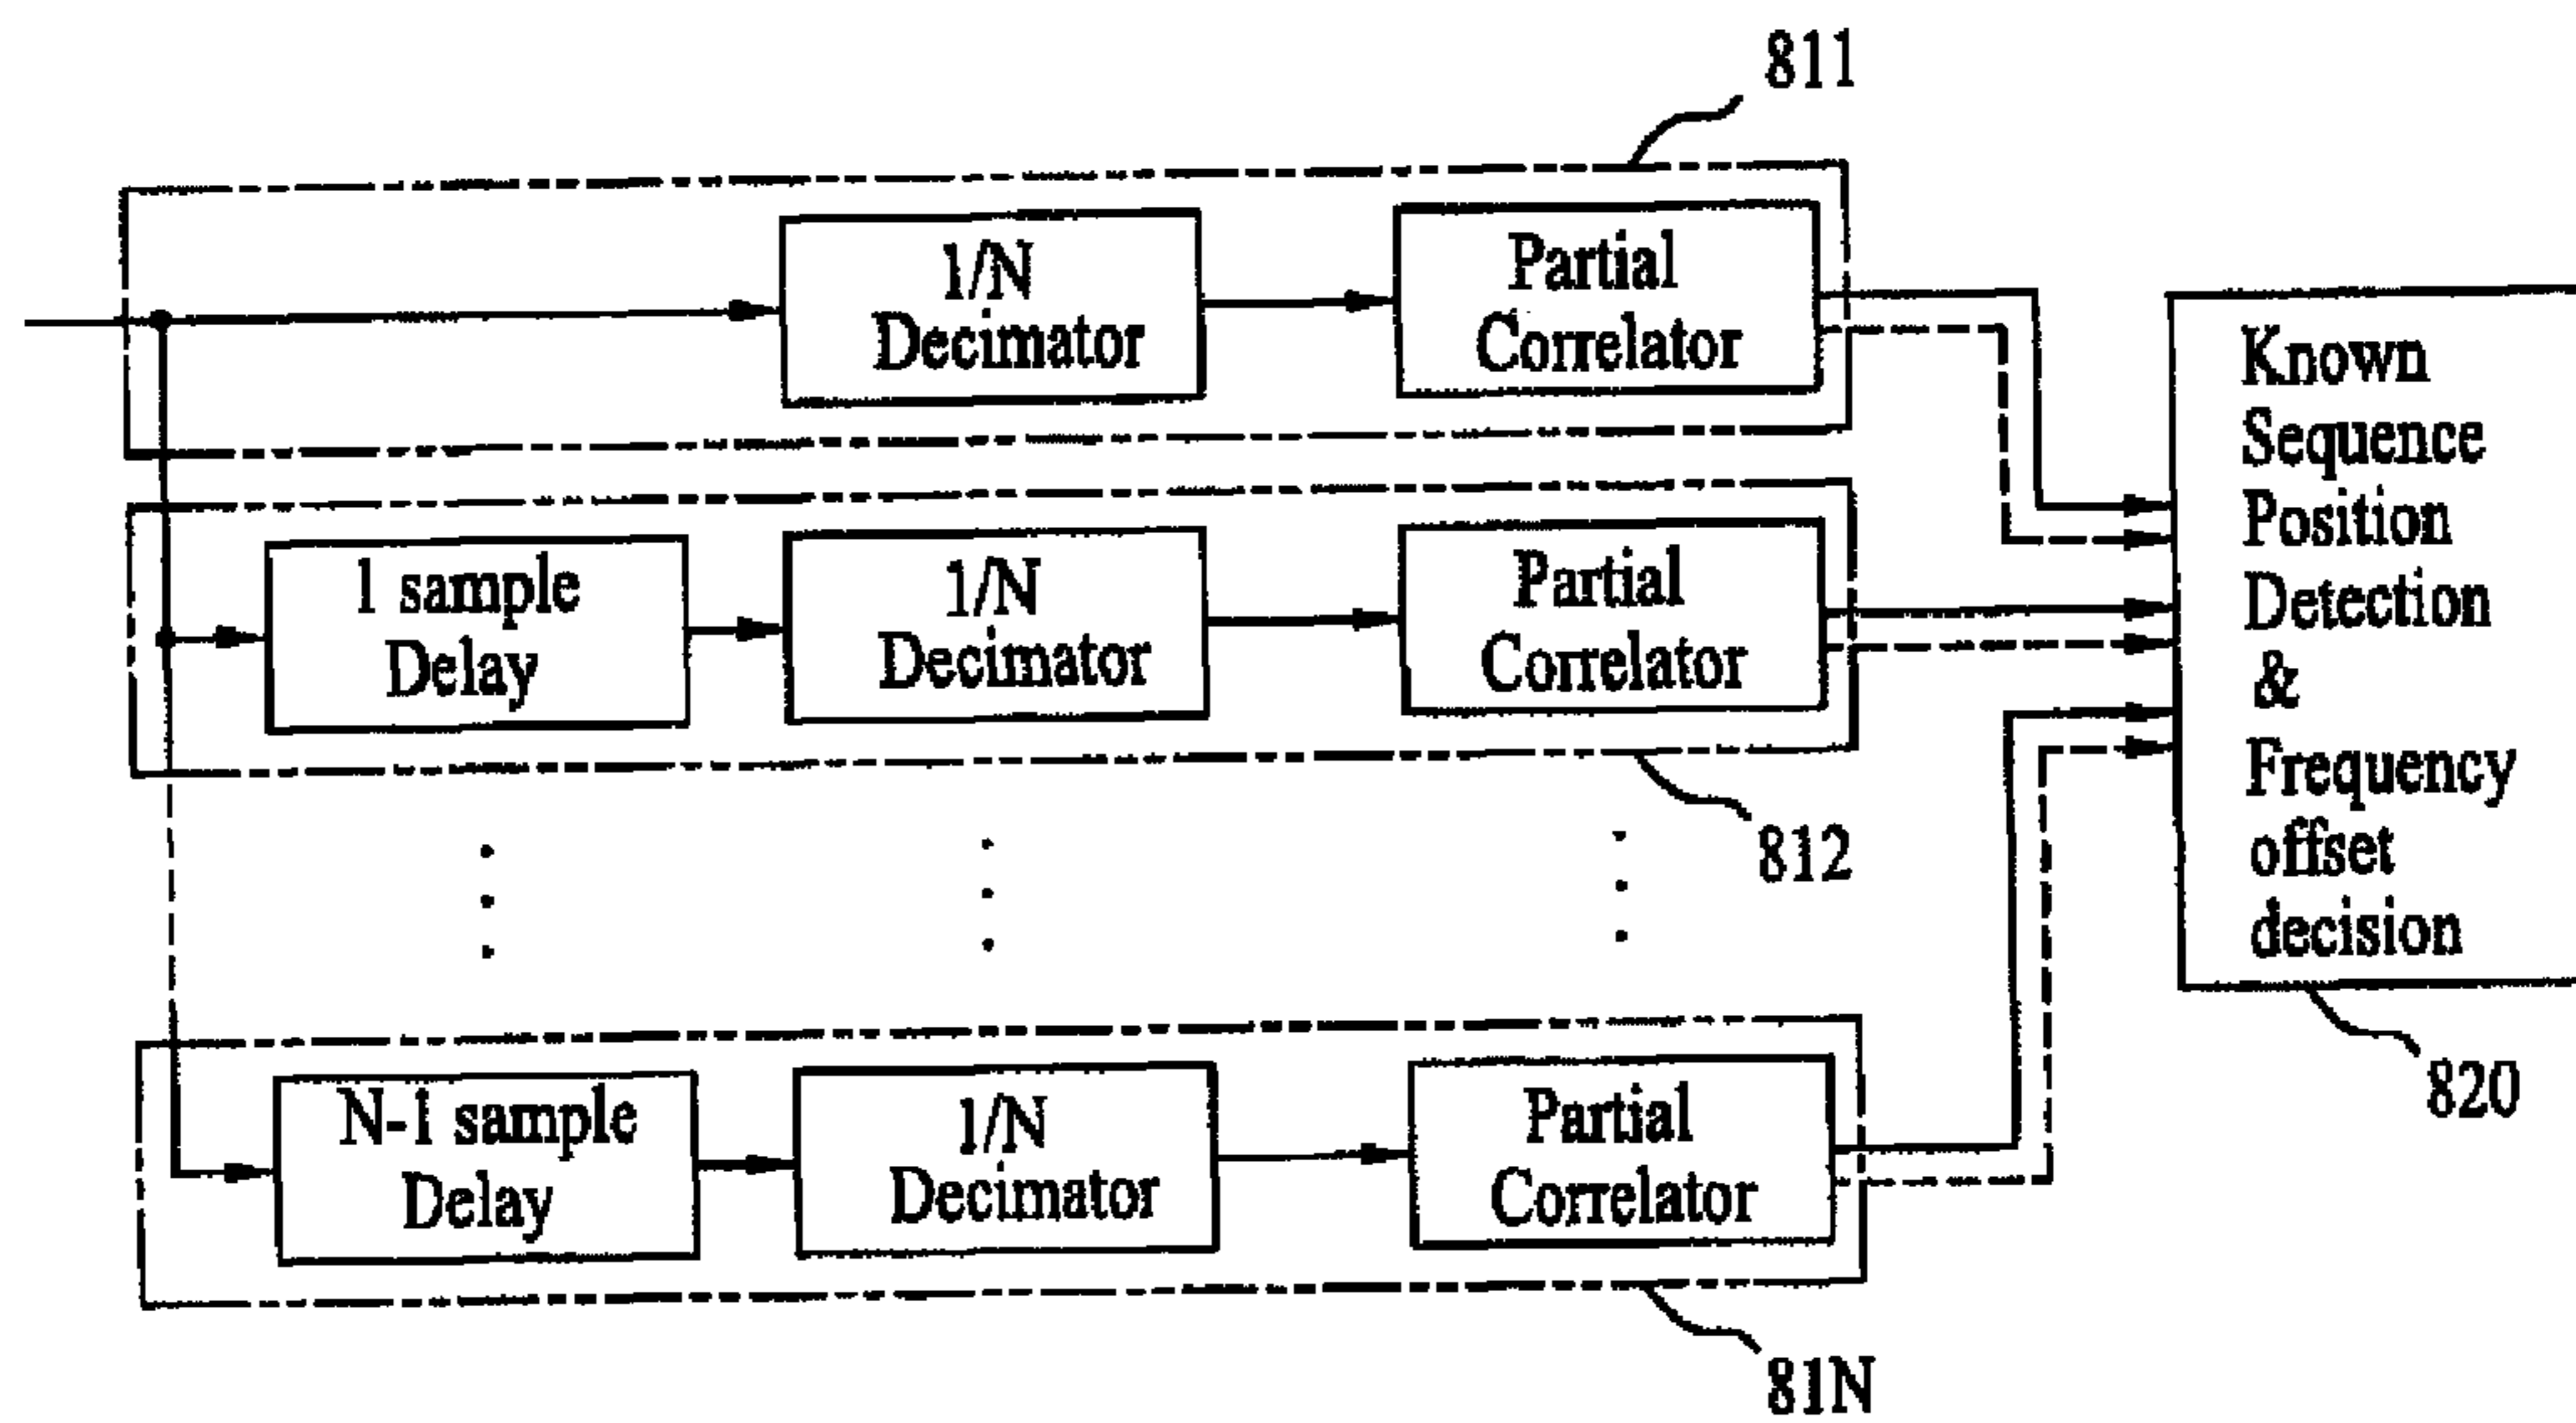 811
1/N
Decimator
Partial
Correlator
Known
Sequence
Position
Detection
&
Frequency
offset
decision
1 sample
Delay
1/N
Decimator
Partial
Correlator
812
N-1 sample
Delay
1/N
Decimator
Partial
Correlator
820
81N